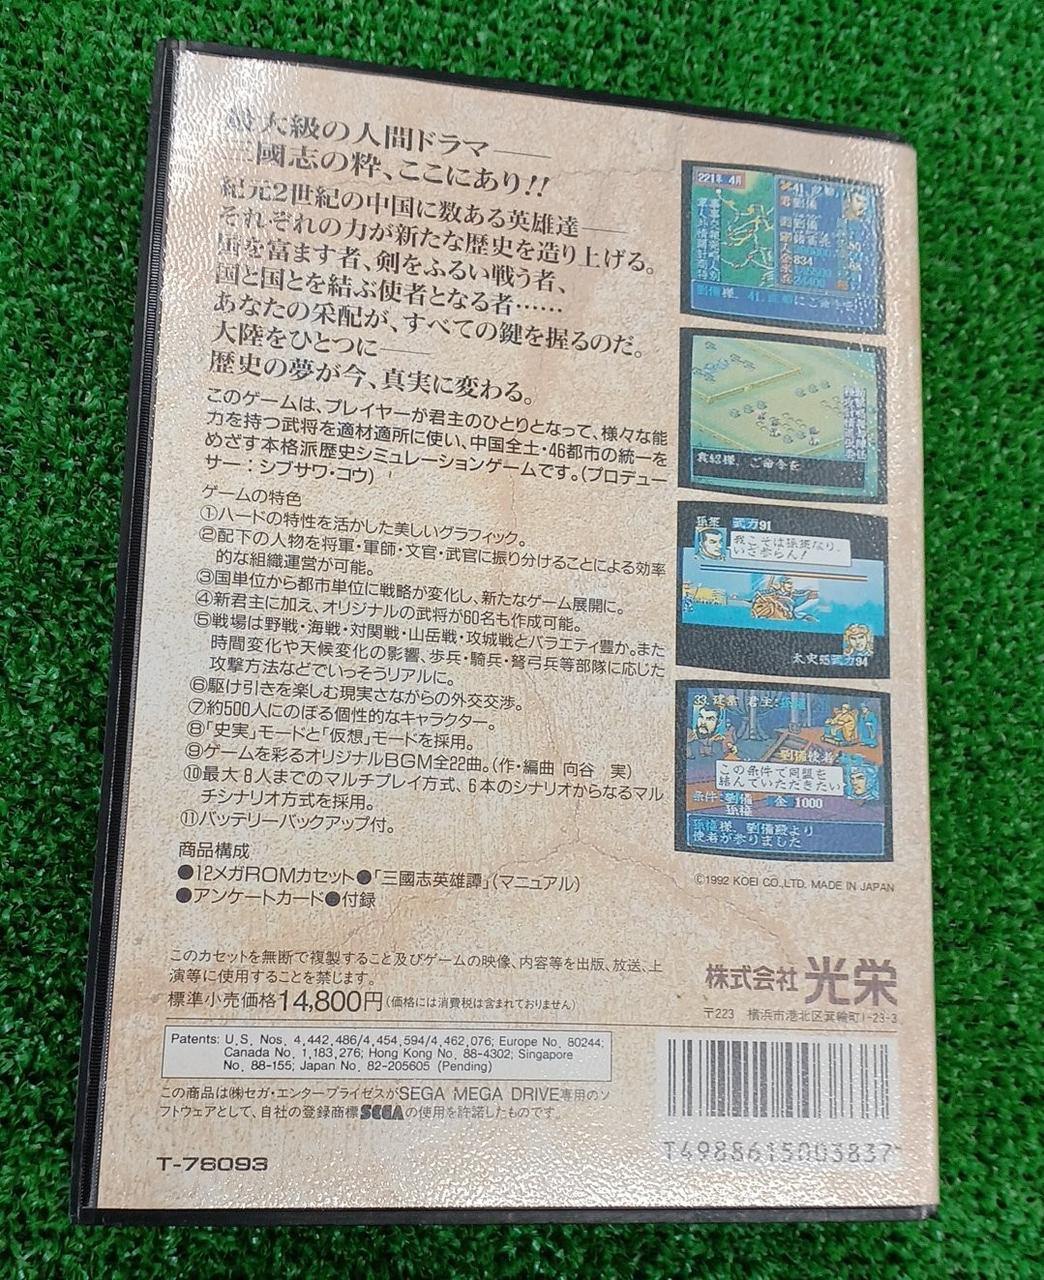 最大級の人間ドラマ――
三國志の粋、ここにあり!!
紀元2世紀の中国に数ある英雄達――
それぞれの力が新たな歴史を造り上げる。
国を富ます者、剣をふるい戦う者、
国と国とを結ぶ使者となる者……
あなたの采配が、すべての鍵を握るのだ。
大陸をひとつに――
歴史の夢が今、真実に変わる。
このゲームは、プレイヤーが君主のひとりとなって、様々な能
力を持つ武将を適材適所に使い、中国全土・46都市の統一を
めざす本格派歴史シミュレーションゲームです。(プロデュー
サー:シブサワ・コウ)
ゲームの特色
①ハードの特性を活かした美しいグラフィック。
②配下の人物を将軍・軍師・文官・武官に振り分けることによる効率
的な組織運営が可能。
③国単位から都市単位に戦略が変化し、新たなゲーム展開に。
④新君主に加え、オリジナルの武将が60名も作成可能。
⑤戦場は野戦・海戦・対関戦・山岳戦・攻城戦とバラエティ豊か。また
時間変化や天候変化の影響、歩兵・騎兵・弩弓兵等部隊に応じた
攻撃方法などでいっそうリアルに。
⑥駆け引きを楽しむ現実さながらの外交交渉。
⑦約500人にのぼる個性的なキャラクター。
⑧「史実」モードと「仮想」モードを採用。
⑨ゲームを彩るオリジナルBGM全22曲。(作・編曲 向谷 実)
⑩最大8人までのマルチプレイ方式、6本のシナリオからなるマル
チシナリオ方式を採用。
⑪バッテリーバックアップ付。
商品構成
●12メガROMカセット●「三國志英雄譚」(マニュアル)
●アンケートカード●付録
このカセットを無断で複製すること及びゲームの映像、内容等を出版、放送、上
演等に使用することを禁じます。
標準小売価格14,800円(価格には消費税は含まれておりません)
Patents: U.S. Nos. 4,442,486/4,454,594/4,462,076; Europe No. 80244;
Canada No. 1,183,276; Hong Kong No. 88-4302; Singapore
No. 88-155; Japan No. 82-205605 (Pending)
この商品は(株)セガ・エンタープライゼスがSEGA MEGA DRIVE専用のソ
フトウェアとして、自社の登録商標SEGAの使用を許諾したものです。
T-76093
221年 4月
834
袁紹様、ご命令を
孫策 武力91
我こそは孫策なり、
いざ参らん!
太史慈武力94
33.建業 君主:孫権
劉備使者
この条件で同盟を
結んでいただきたい
条件:劉備 金 1000
孫権
孫権様、劉備殿より
使者が参りました
©1992 KOEI CO.,LTD. MADE IN JAPAN
株式会社 光栄
〒223 横浜市港北区箕輪町1-23-3
T4988615003837